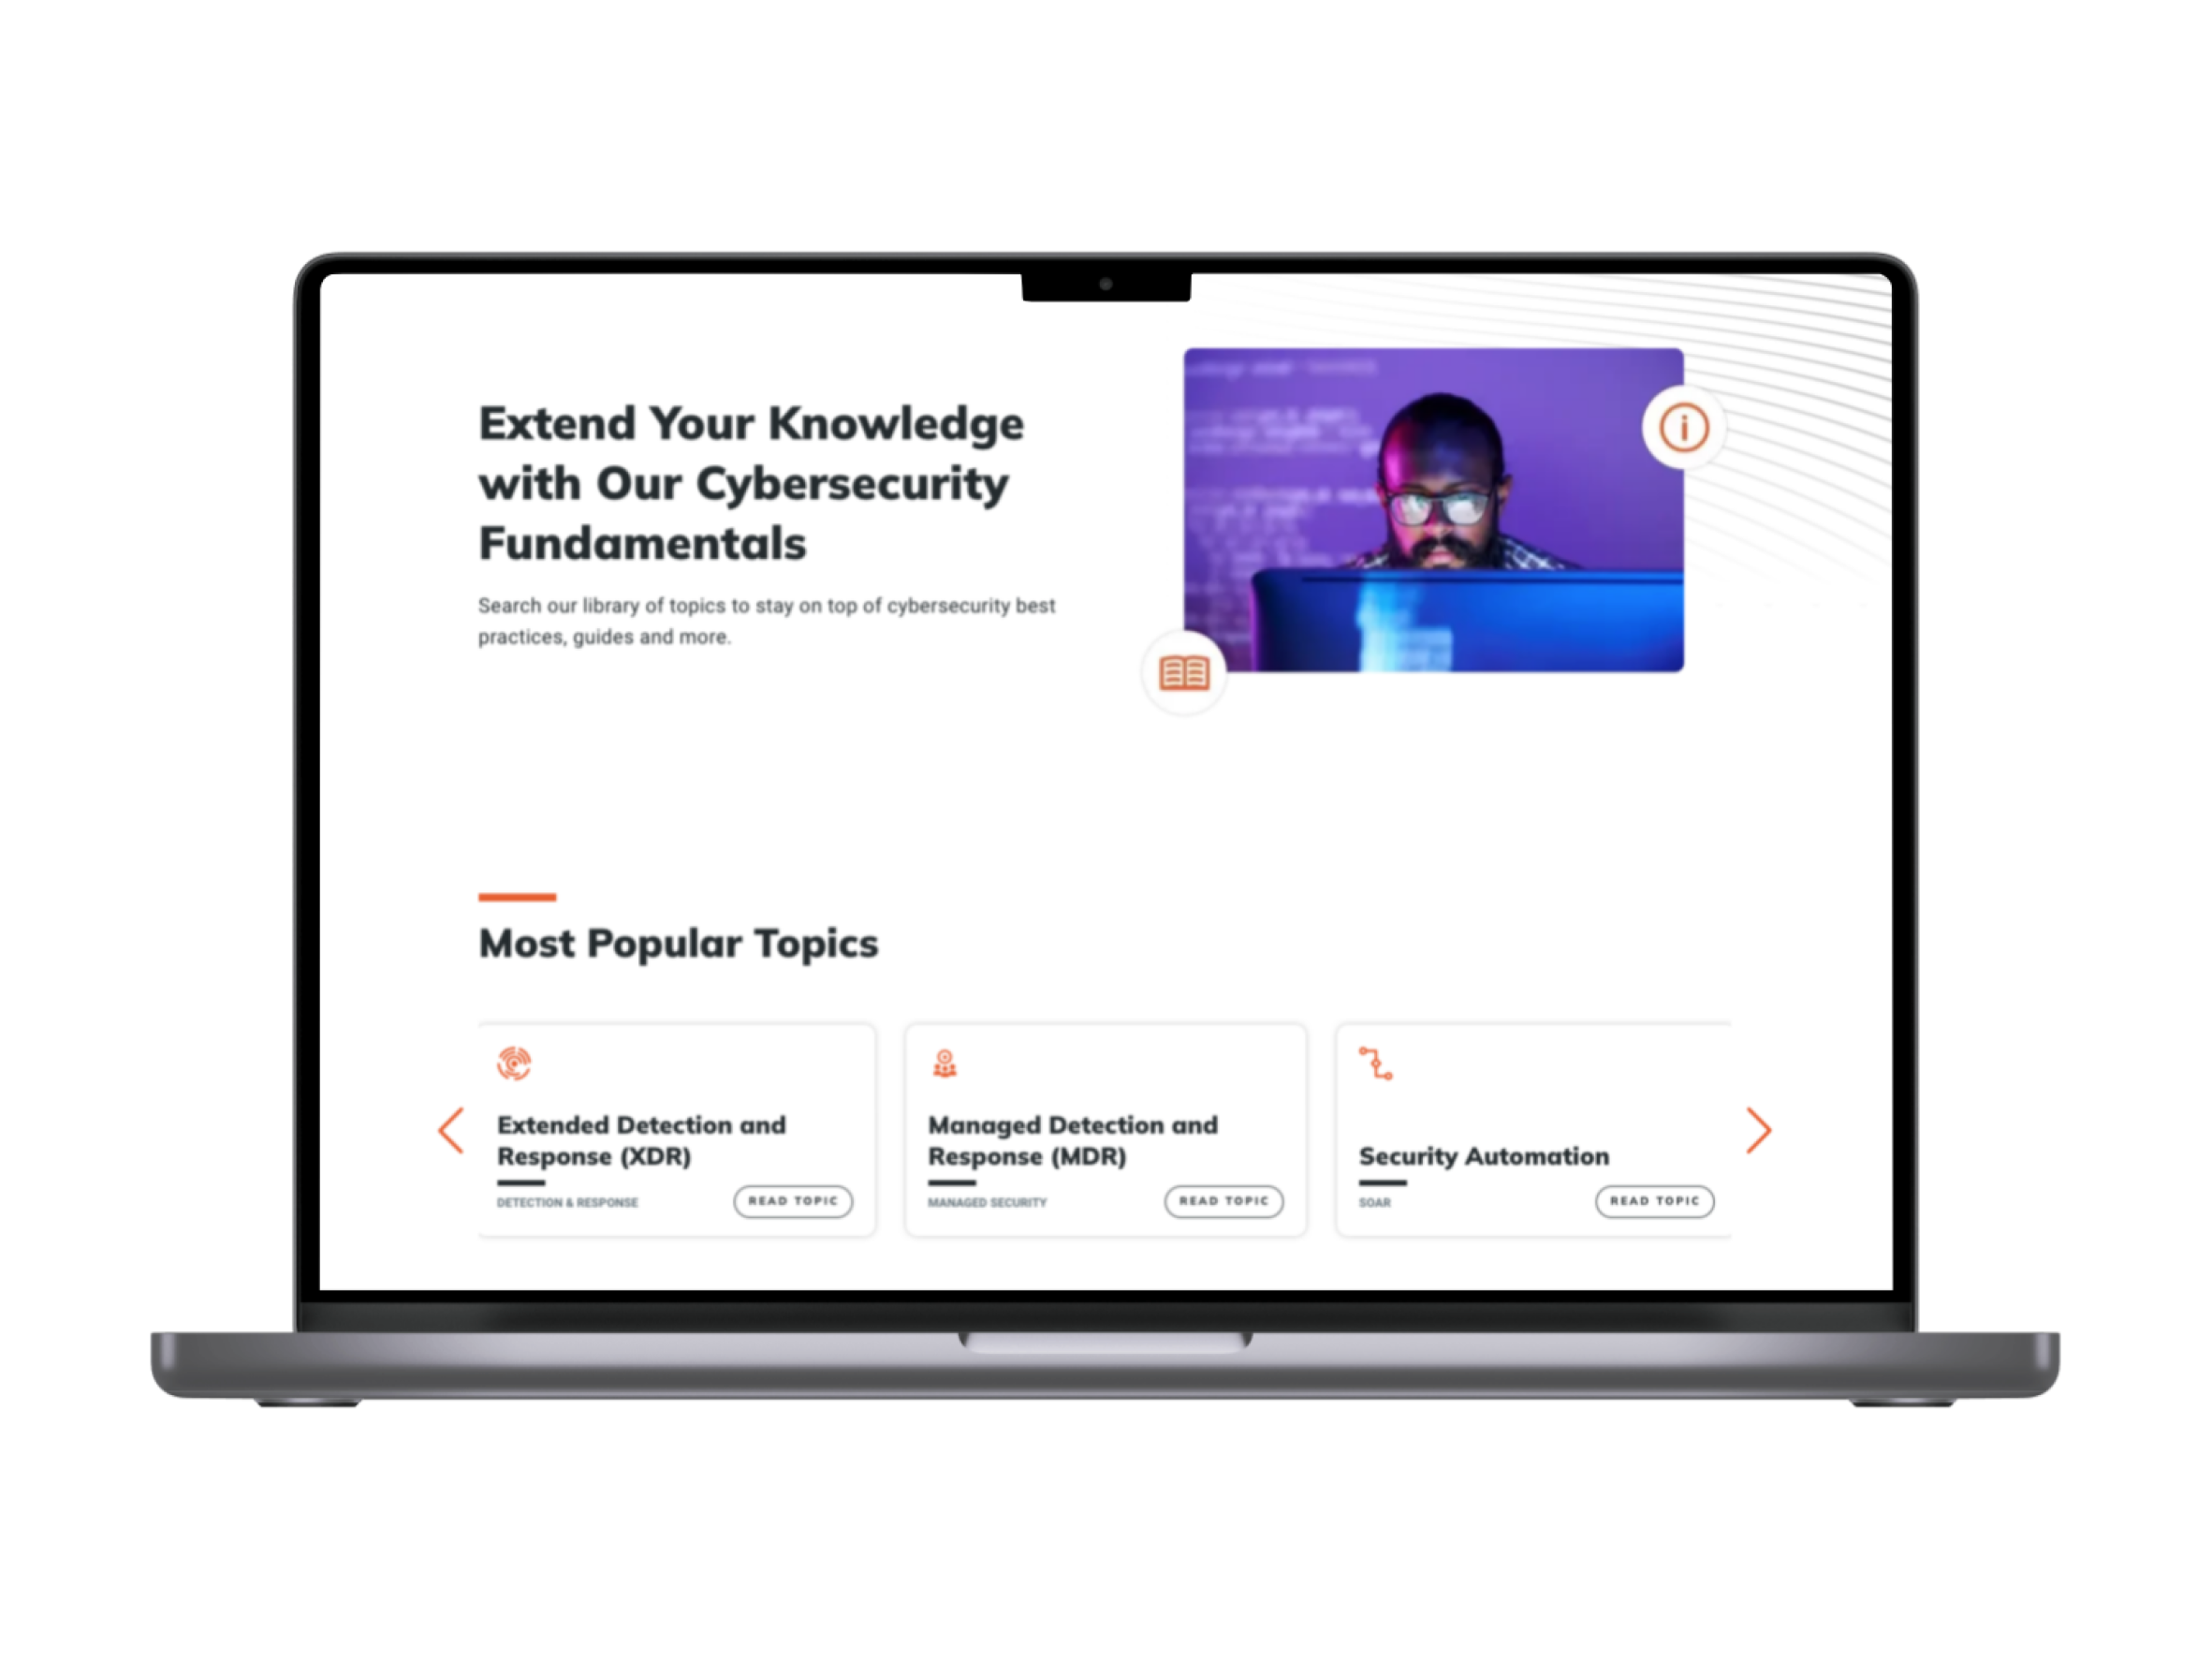 Extend Your Knowledge
with Our Cybersecurity
Fundamentals
Search our library of topics to stay on top of cybersecurity best
practices, guides and more.
Most Popular Topics
Extended Detection and
Response (XDR)
DETECTION & RESPONSE
READ TOPIC
Managed Detection and
Response (MDR)
MANAGED SECURITY
READ TOPIC
Security Automation
SOAR
READ TOPIC